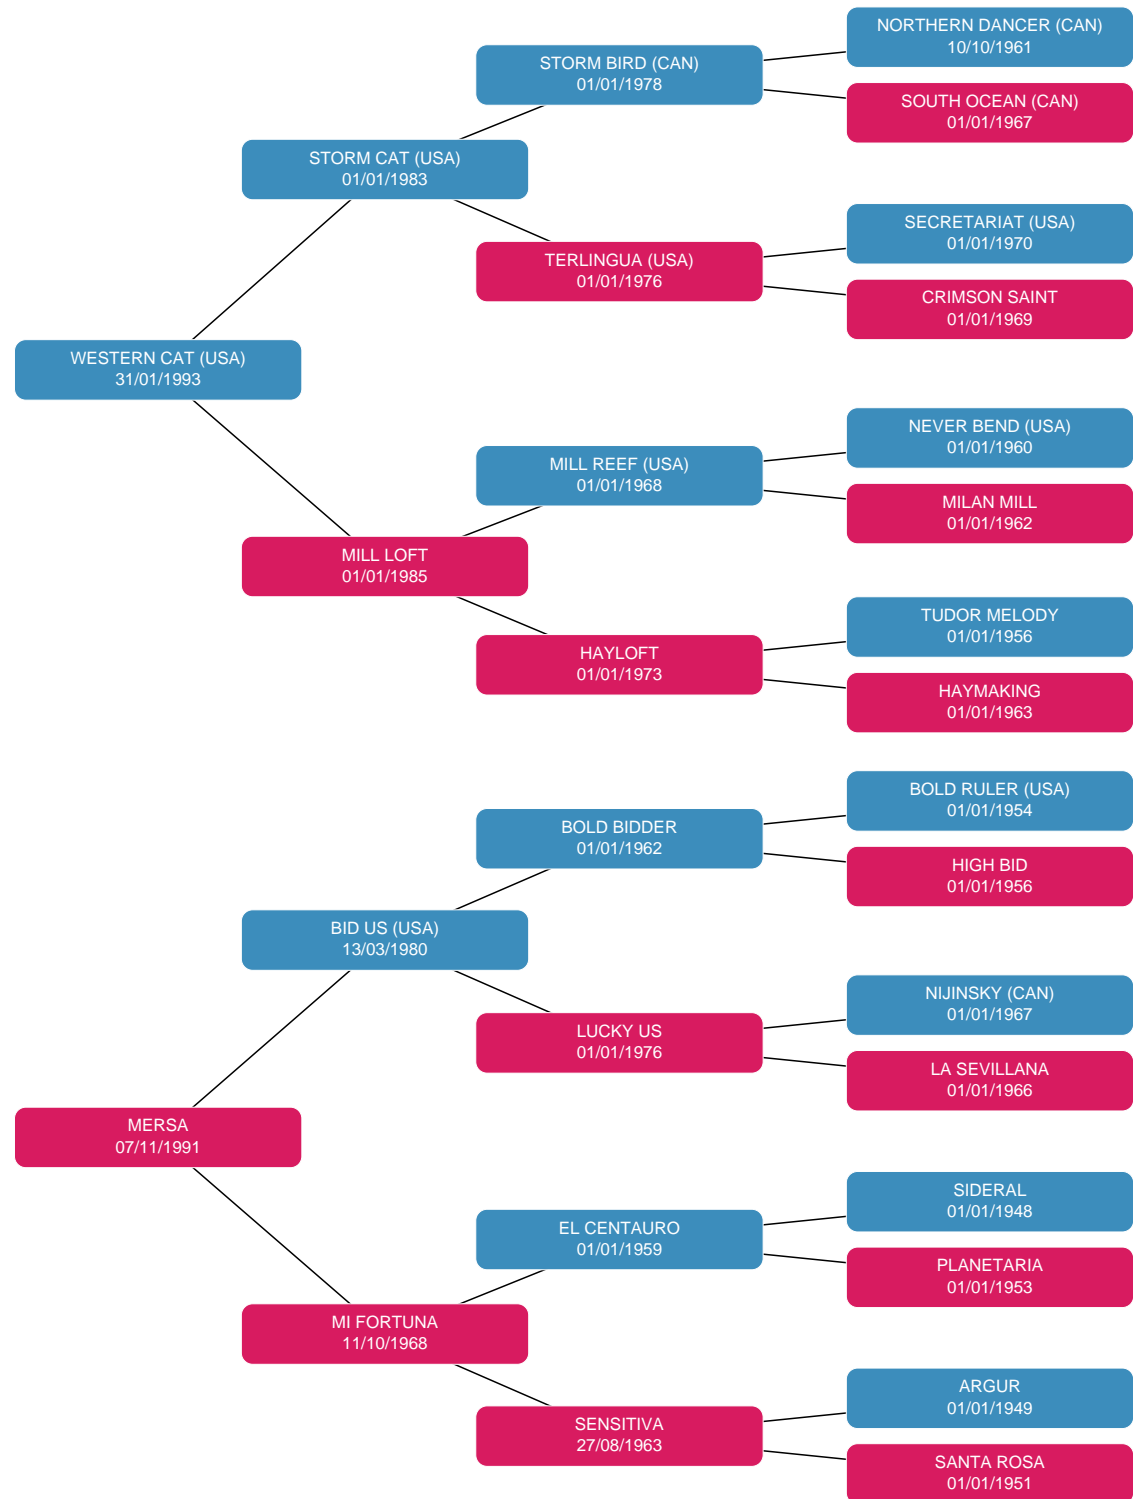 NORTHERN DANCER (CAN)
10/10/1961
STORM BIRD (CAN)
01/01/1978
SOUTH OCEAN (CAN)
01/01/1967
STORM CAT (USA)
01/01/1983
SECRETARIAT (USA)
01/01/1970
TERLINGUA (USA)
01/01/1976
CRIMSON SAINT
01/01/1969
WESTERN CAT (USA)
31/01/1993
NEVER BEND (USA)
01/01/1960
MILL REEF (USA)
01/01/1968
MILAN MILL
01/01/1962
MILL LOFT
01/01/1985
TUDOR MELODY
01/01/1956
HAYLOFT
01/01/1973
HAYMAKING
01/01/1963
BOLD RULER (USA)
01/01/1954
BOLD BIDDER
01/01/1962
HIGH BID
01/01/1956
BID US (USA)
13/03/1980
NIJINSKY (CAN)
01/01/1967
LUCKY US
01/01/1976
LA SEVILLANA
01/01/1966
MERSA
07/11/1991
SIDERAL
01/01/1948
EL CENTAURO
01/01/1959
PLANETARIA
01/01/1953
MI FORTUNA
11/10/1968
ARGUR
01/01/1949
SENSITIVA
27/08/1963
SANTA ROSA
01/01/1951